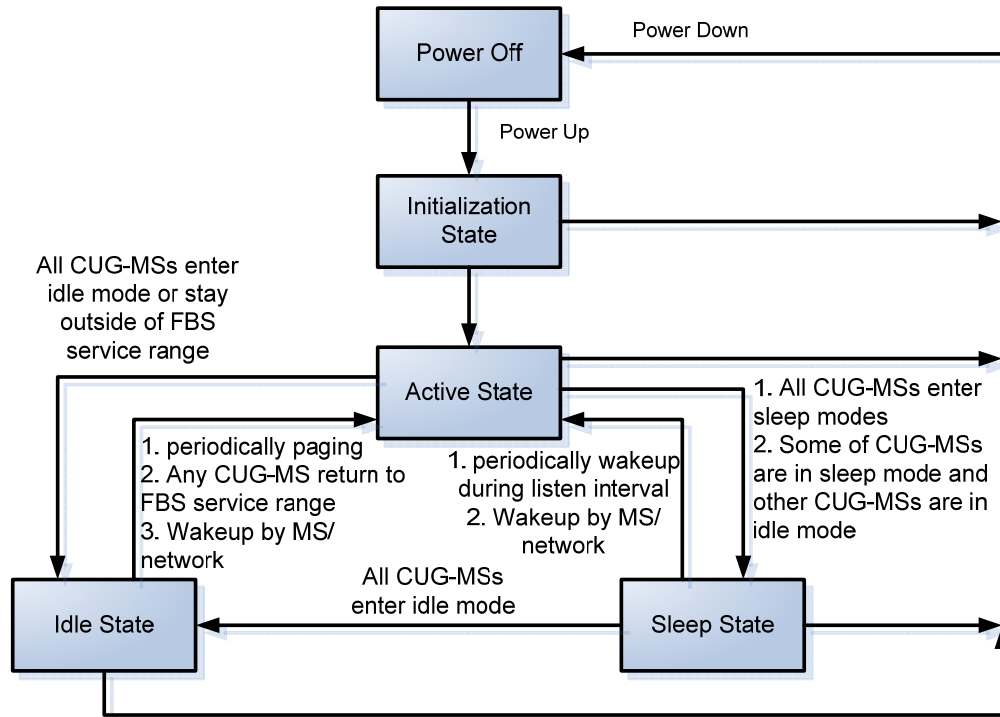 Power Off
Power Down
Power Up
Initialization
State
All CUG-MSs enter
idle mode or stay
outside of FBS
service range
Active State
1. All CUG-MSs enter
sleep modes
2. Some of CUG-MSs
are in sleep mode and
other CUG-MSs are in
idle mode
1. periodically paging
2. Any CUG-MS return to
FBS service range
3. Wakeup by MS/
network
1. periodically wakeup
during listen interval
2. Wakeup by MS/
network
All CUG-MSs
enter idle mode
Idle State
Sleep State